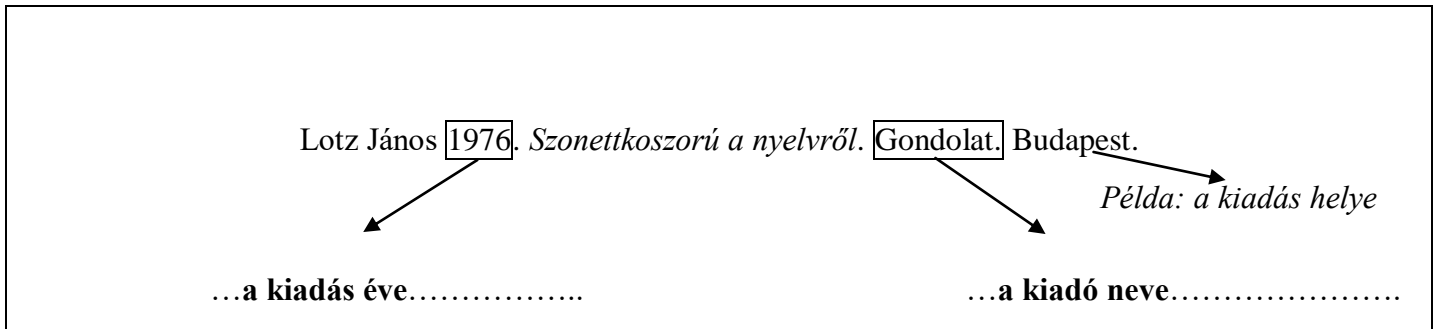 Lotz János 1976. Szonettkoszorú a nyelvről. Gondolat. Budapest.
Példa: a kiadás helye
…a kiadás éve…………….. …a kiadó neve………………….